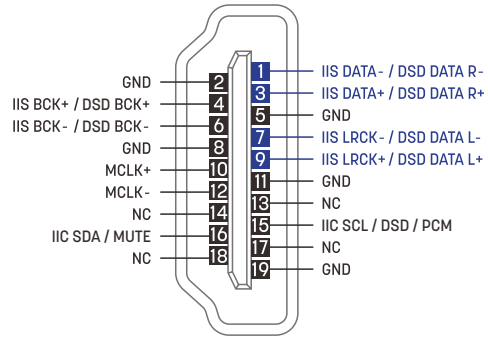 1 IIS DATA- / DSD DATA R-
GND 2
3 IIS DATA+ / DSD DATA R+
IIS BCK+ / DSD BCK+ 4
5 GND
IIS BCK- / DSD BCK- 6
7 IIS LRCK- / DSD DATA L-
GND 8
9 IIS LRCK+ / DSD DATA L+
MCLK+ 10
11 GND
MCLK- 12
13 NC
NC 14
15 IIC SCL / DSD / PCM
IIC SDA / MUTE 16
17 NC
NC 18
19 GND